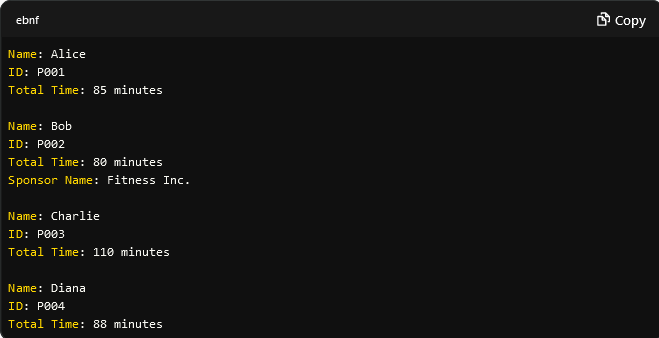 ebnf
Copy
Name: Alice
ID: P001
Total Time: 85 minutes
Name: Bob
ID: P002
Total Time: 80 minutes
Sponsor Name: Fitness Inc.
Name: Charlie
ID: P003
Total Time: 110 minutes
Name: Diana
ID: P004
Total Time: 88 minutes